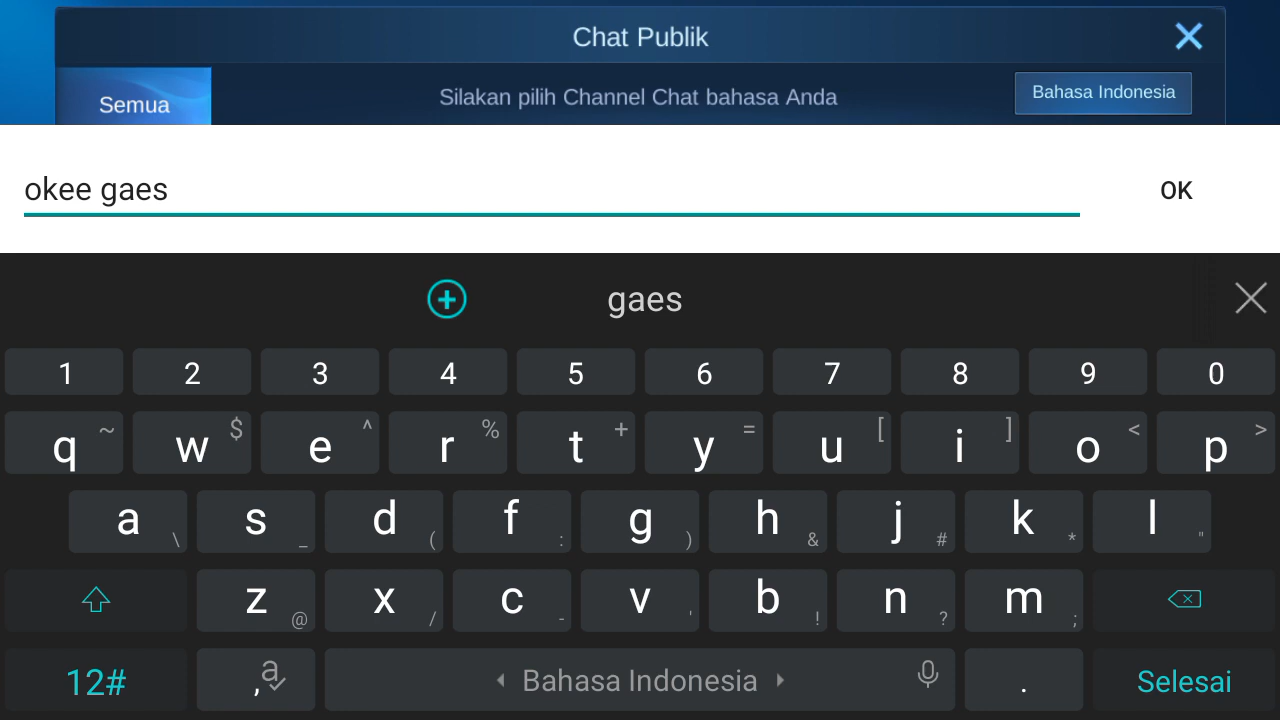 Chat Publik
Semua
Silakan pilih Channel Chat bahasa Anda
Bahasa Indonesia
okee gaes
OK
gaes
1 2 3 4 5 6 7 8 9 0
q ~ w $ e ^ r % t + y = u [ i ] o < p >
a \ s _ d ( f : g ) h & j # k * l "
z @ x / c - v ' b ! n ? m ;
12# , a Bahasa Indonesia . Selesai